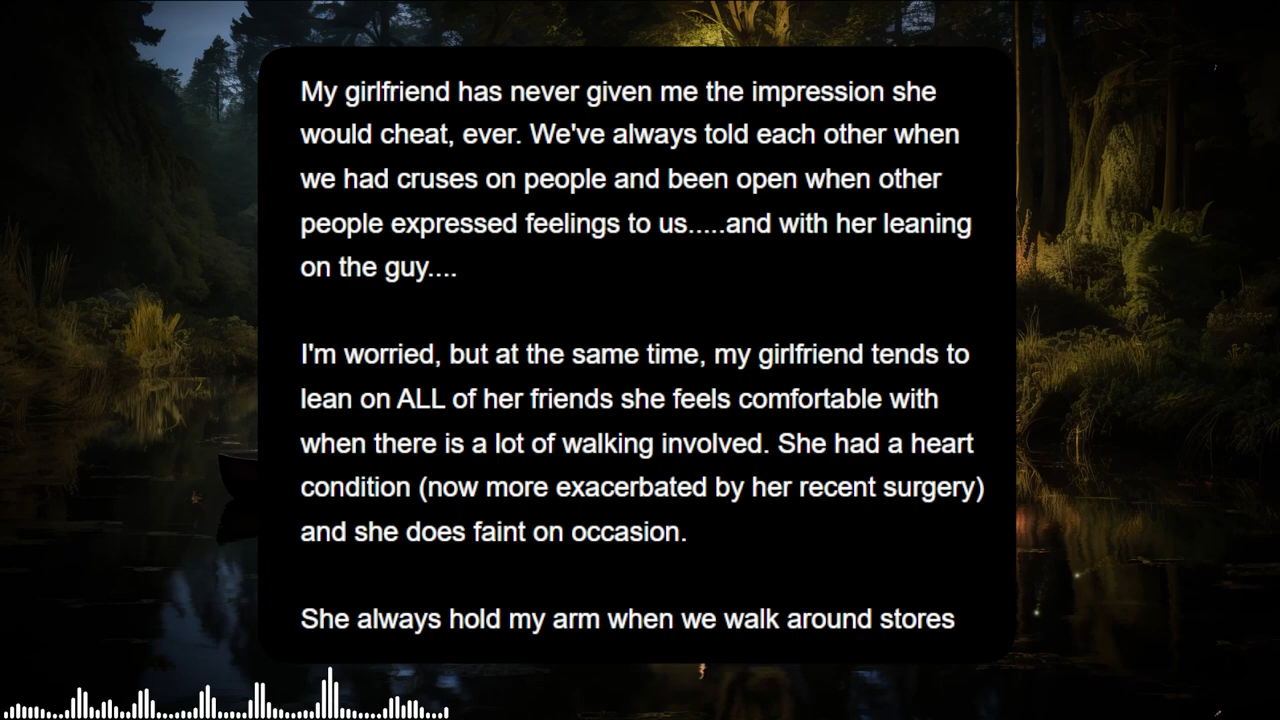 My girlfriend has never given me the impression she
would cheat, ever. We've always told each other when
we had cruses on people and been open when other
people expressed feelings to us.....and with her leaning
on the guy....
I'm worried, but at the same time, my girlfriend tends to
lean on ALL of her friends she feels comfortable with
when there is a lot of walking involved. She had a heart
condition (now more exacerbated by her recent surgery)
and she does faint on occasion.
She always hold my arm when we walk around stores